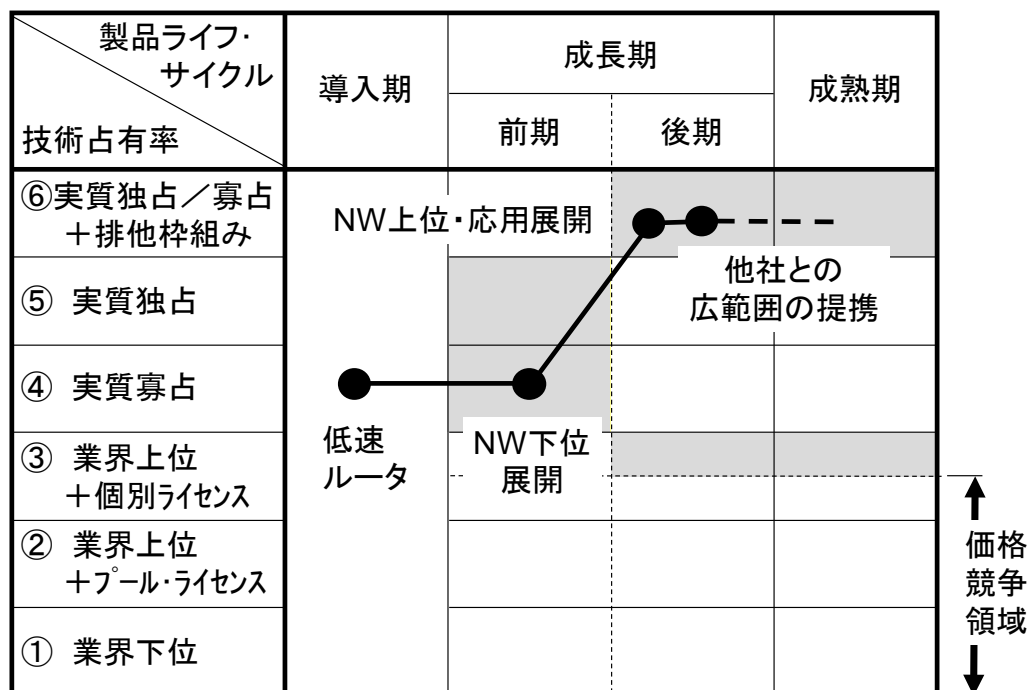 製品ライフ・
サイクル
技術占有率
導入期
成長期
前期
後期
成熟期
⑥実質独占／寡占
＋排他枠組み
⑤ 実質独占
④ 実質寡占
③ 業界上位
＋個別ﾗｲｾﾝｽ
② 業界上位
＋ﾌﾟｰﾙ・ﾗｲｾﾝｽ
① 業界下位
NW上位・応用展開
他社との
広範囲の提携
低速
ルータ
NW下位
展開
価格
競争
領域